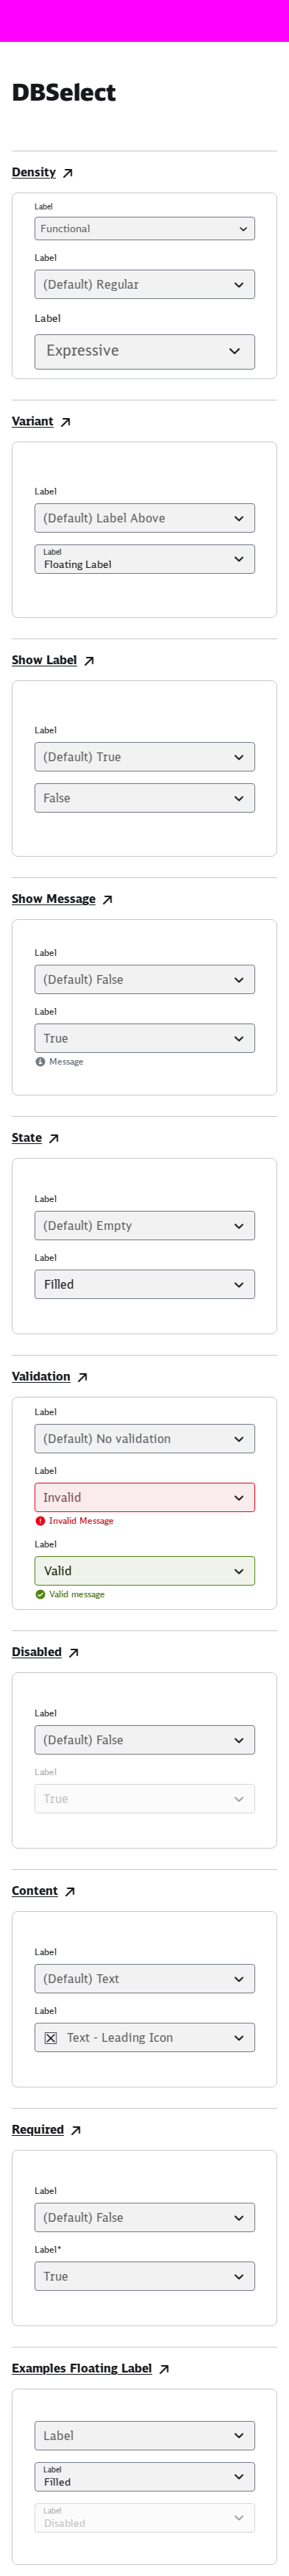 DBSelect
Density
Label
Functional
Label
(Default) Regular
Label
Expressive
Variant
Label
(Default) Label Above
Label
Floating Label
Show Label
Label
(Default) True
False
Show Message
Label
(Default) False
Label
True
Message
State
Label
(Default) Empty
Label
Filled
Validation
Label
(Default) No validation
Label
Invalid
Invalid Message
Label
Valid
Valid message
Disabled
Label
(Default) False
Label
True
Content
Label
(Default) Text
Label
Text - Leading Icon
Required
Label
(Default) False
Label*
True
Examples Floating Label
Label
Label
Filled
Label
Disabled